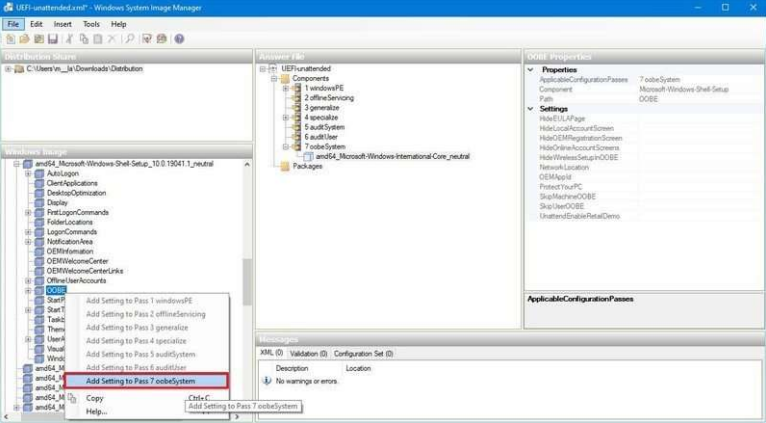 UEFI-unattended.xml* - Windows System Image Manager
File Edit Insert Tools Help
Distribution Share
C:\Users\m__la\Downloads\Distribution
Windows Image
amd64_Microsoft-Windows-Shell-Setup_10.0.19041.1_neutral
AutoLogon
ClientApplications
DesktopOptimization
Display
FirstLogonCommands
FolderLocations
LogonCommands
NotificationArea
OEMInformation
OEMWelcomeCenter
OEMWelcomeCenterLinks
OfflineUserAccounts
OOBE
StartP
StartT
Taskb
Them
UserA
Visual
Windo
amd64_M
amd64_M
amd64_M
amd64_M
amd64_M
Add Setting to Pass 1 windowsPE
Add Setting to Pass 2 offlineServicing
Add Setting to Pass 3 generalize
Add Setting to Pass 4 specialize
Add Setting to Pass 5 auditSystem
Add Setting to Pass 6 auditUser
Add Setting to Pass 7 oobeSystem
Copy Ctrl+C
Help...
Add Setting to Pass 7 oobeSystem
Answer File
UEFI-unattended
Components
1 windowsPE
2 offlineServicing
3 generalize
4 specialize
5 auditSystem
6 auditUser
7 oobeSystem
amd64_Microsoft-Windows-International-Core_neutral
Packages
Messages
XML (0) Validation (0) Configuration Set (0)
Description Location
No warnings or errors.
OOBE Properties
Properties
ApplicableConfigurationPasses 7 oobeSystem
Component Microsoft-Windows-Shell-Setup
Path OOBE
Settings
HideEULAPage
HideLocalAccountScreen
HideOEMRegistrationScreen
HideOnlineAccountScreens
HideWirelessSetupInOOBE
NetworkLocation
OEMAppId
ProtectYourPC
SkipMachineOOBE
SkipUserOOBE
UnattendEnableRetailDemo
ApplicableConfigurationPasses